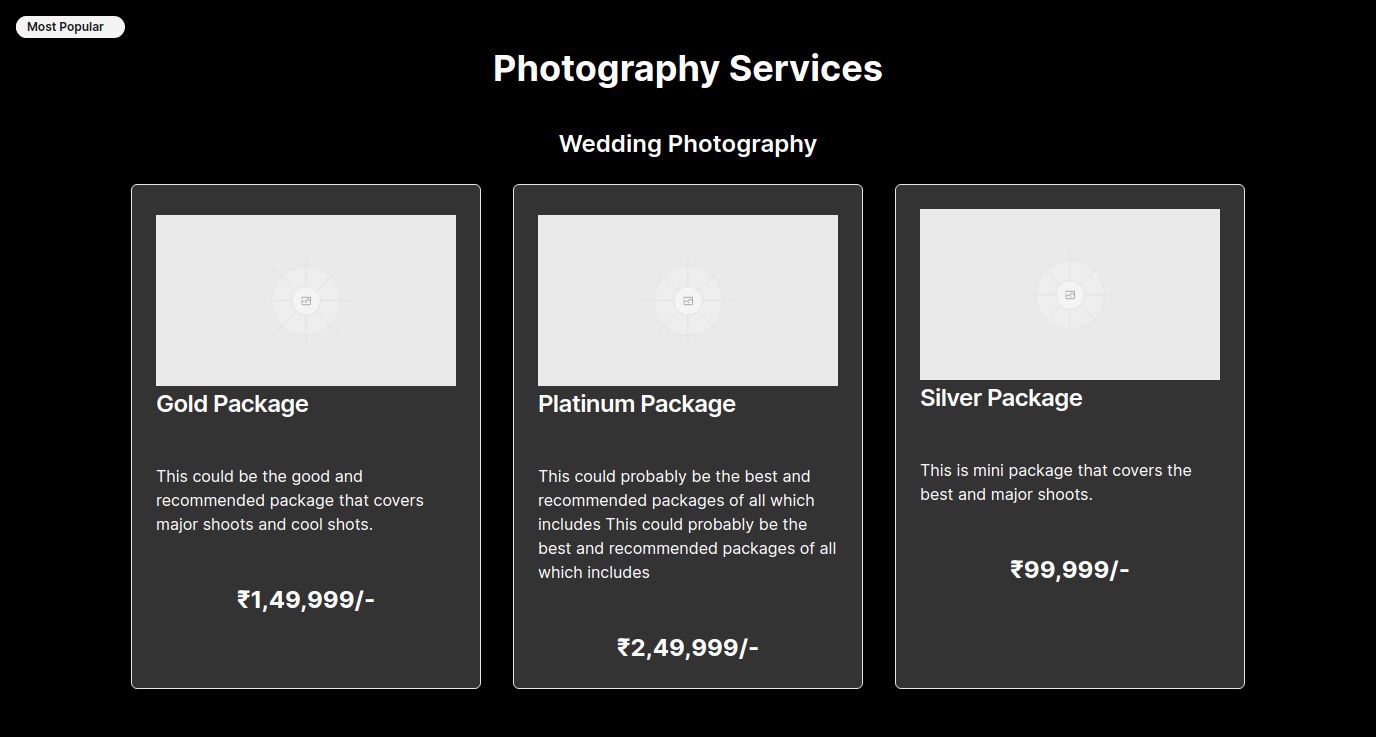 Most Popular
Photography Services
Wedding Photography
Gold Package
This could be the good and
recommended package that covers
major shoots and cool shots.
₹1,49,999/-
Platinum Package
This could probably be the best and
recommended packages of all which
includes This could probably be the
best and recommended packages of all
which includes
₹2,49,999/-
Silver Package
This is mini package that covers the
best and major shoots.
₹99,999/-